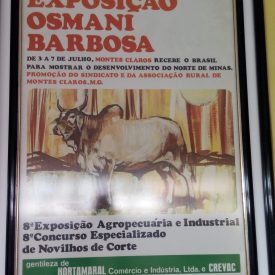 EXPOSIÇÃO
OSMANI
BARBOSA
DE 3 A 7 DE JULHO, MONTES CLAROS RECEBE O BRASIL
PARA MOSTRAR O DESENVOLVIMENTO DO NORTE DE MINAS.
PROMOÇÃO DO SINDICATO E DA ASSOCIAÇÃO RURAL DE
MONTES CLAROS, M.G.
8ª Exposição Agropecuária e Industrial
8º Concurso Especializado
de Novilhos de Corte
gentileza de
NORTAMARAL Comércio e Indústria, Ltda. e CREVAC